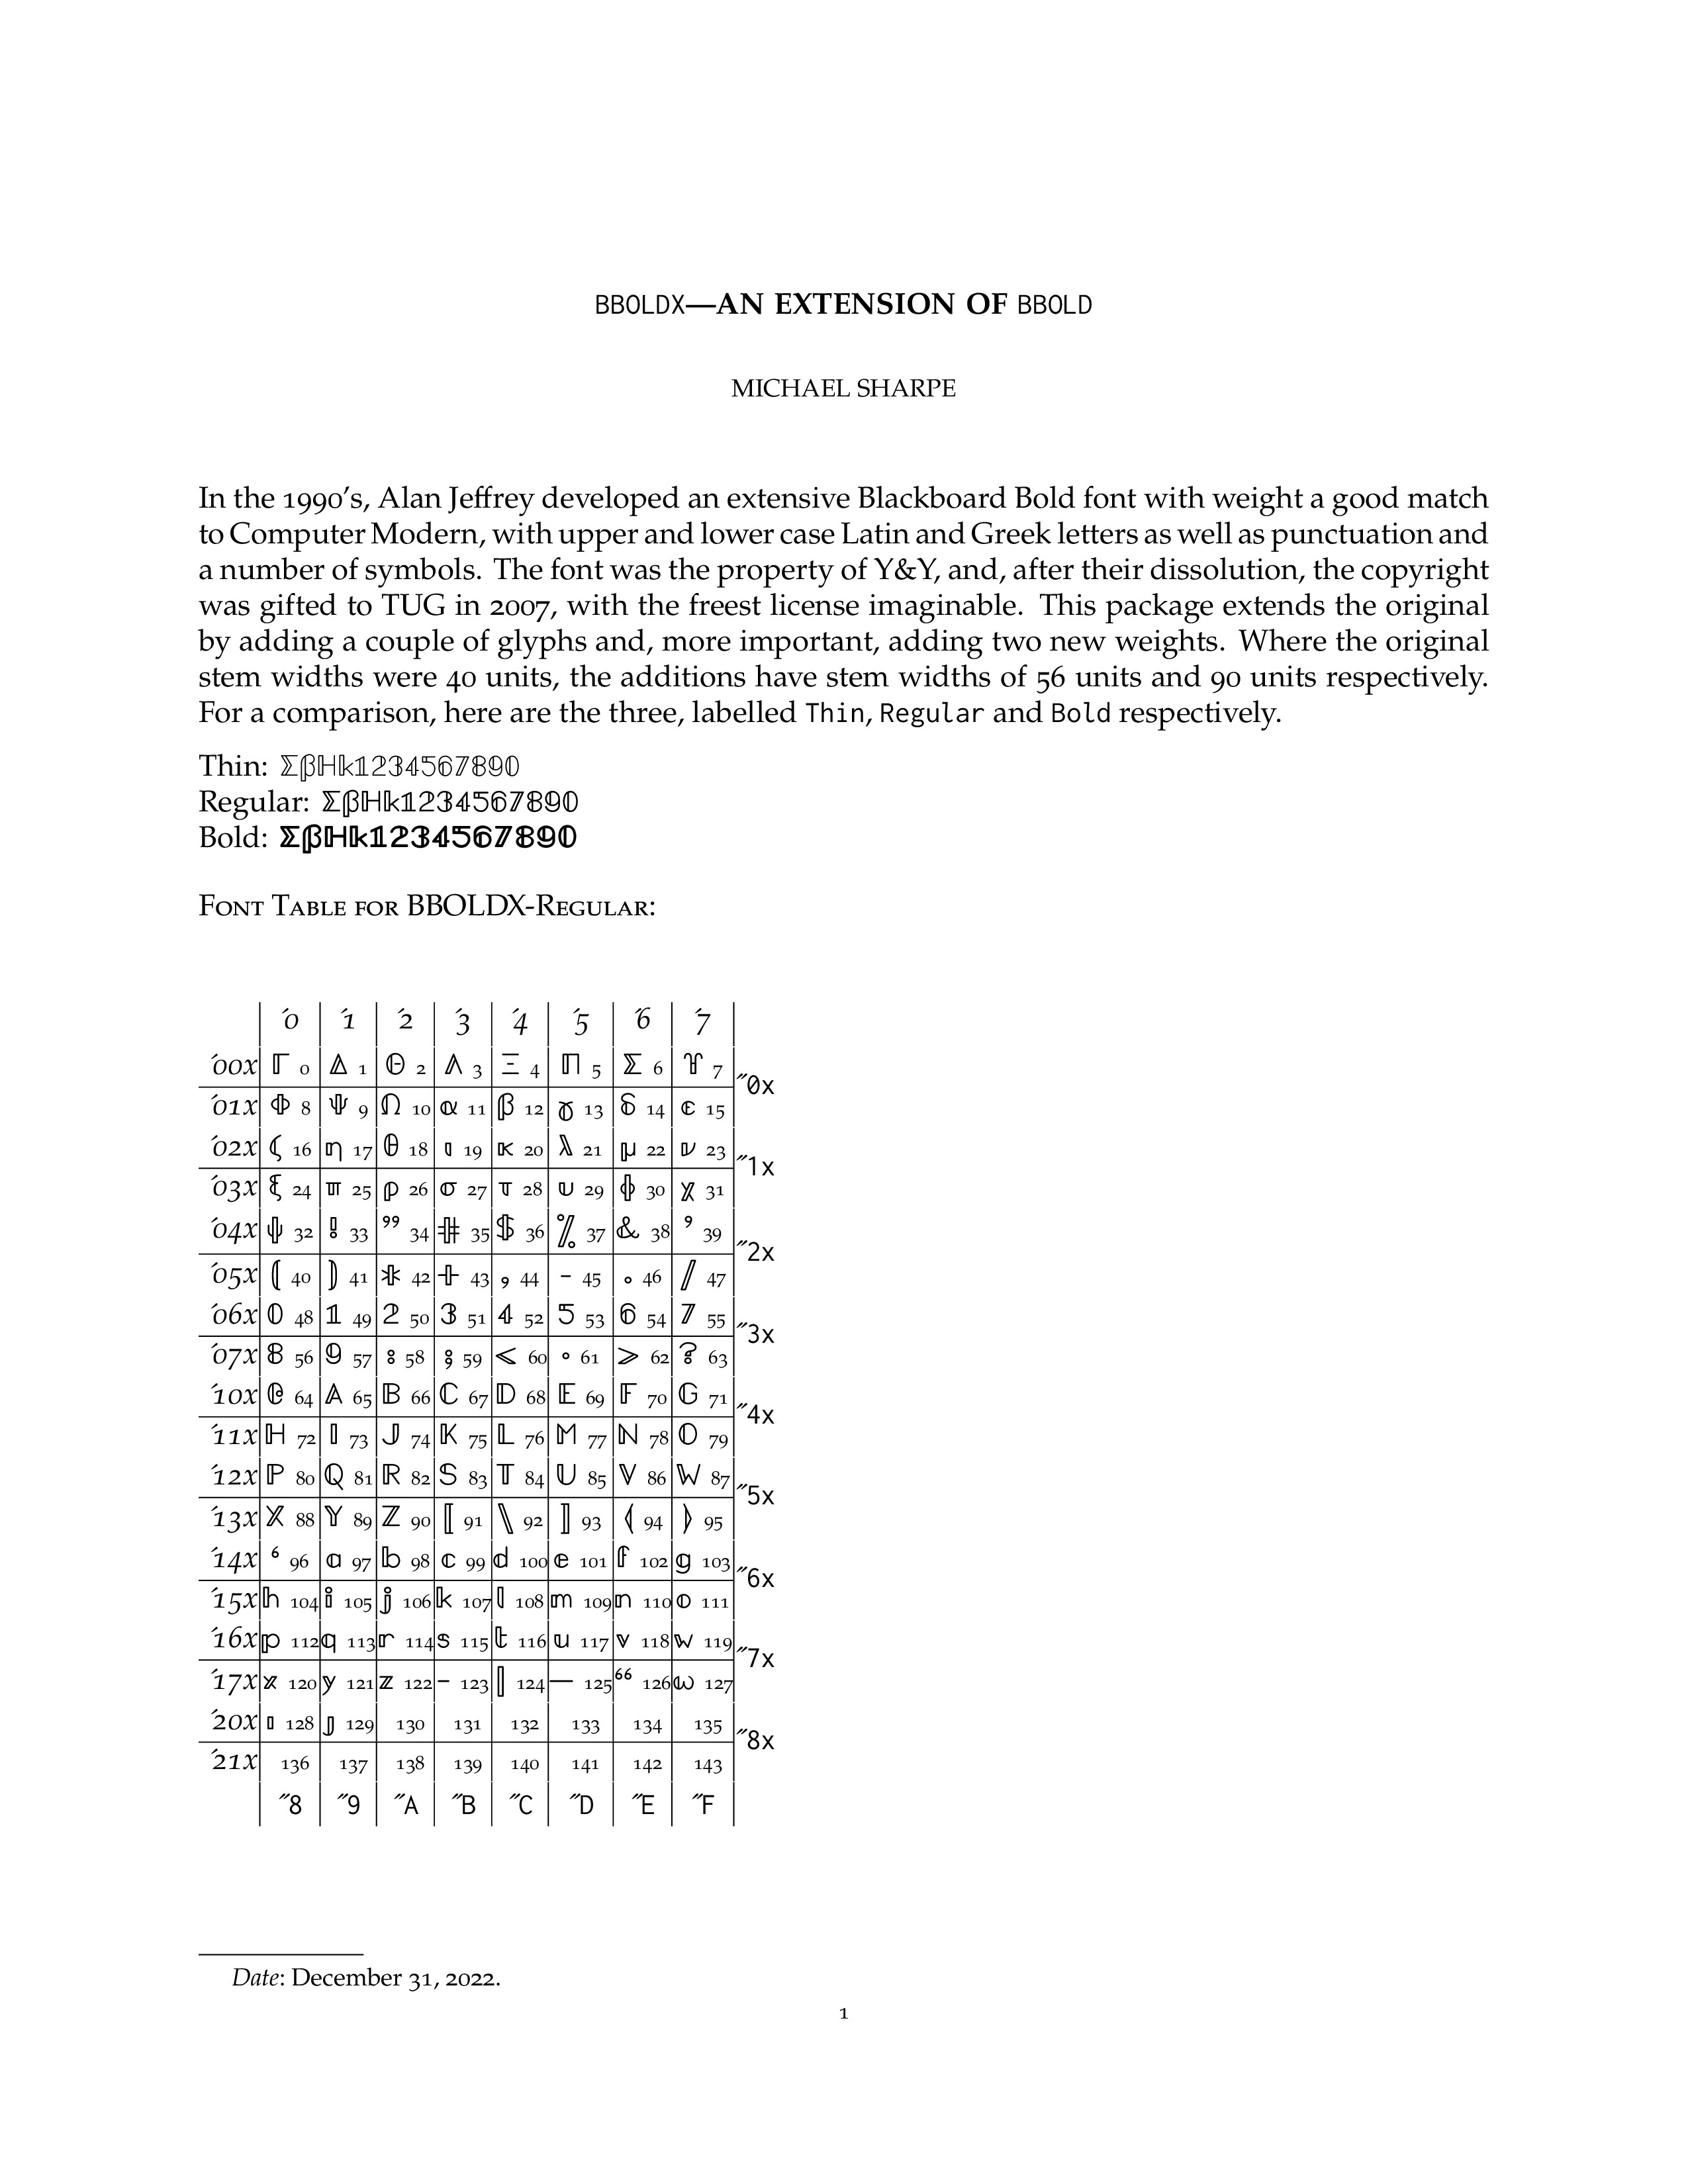 BBOLDX—AN EXTENSION OF BBOLD
MICHAEL SHARPE
In the 1990's, Alan Jeffrey developed an extensive Blackboard Bold font with weight a good match
to Computer Modern, with upper and lower case Latin and Greek letters as well as punctuation and
a number of symbols. The font was the property of Y&Y, and, after their dissolution, the copyright
was gifted to TUG in 2007, with the freest license imaginable. This package extends the original
by adding a couple of glyphs and, more important, adding two new weights. Where the original
stem widths were 40 units, the additions have stem widths of 56 units and 90 units respectively.
For a comparison, here are the three, labelled Thin, Regular and Bold respectively.
Thin: Σβℍ𝕜1234567890
Regular: Σβℍ𝕜1234567890
Bold: Σβℍ𝕜1234567890
Font Table for BBOLDX-Regular:
´0 ´1 ´2 ´3 ´4 ´5 ´6 ´7
´00x Γ 0 Δ 1 Θ 2 Λ 3 Ξ 4 Π 5 Σ 6 ϒ 7
˝0x
´01x Φ 8 Ψ 9 Ω 10 α 11 β 12 γ 13 δ 14 ϵ 15
´02x ζ 16 η 17 θ 18 ι 19 κ 20 λ 21 μ 22 ν 23
˝1x
´03x ξ 24 π 25 ρ 26 σ 27 τ 28 υ 29 ϕ 30 χ 31
´04x ψ 32 ! 33 ” 34 # 35 $ 36 % 37 & 38 ’ 39
˝2x
´05x ( 40 ) 41 * 42 + 43 , 44 - 45 . 46 / 47
´06x 𝟘 48 𝟙 49 𝟚 50 𝟛 51 𝟜 52 𝟝 53 𝟞 54 𝟟 55
˝3x
´07x 𝟠 56 𝟡 57 : 58 ; 59 < 60 ∘ 61 > 62 ? 63
´10x @ 64 𝔸 65 𝔹 66 ℂ 67 𝔻 68 𝔼 69 𝔽 70 𝔾 71
˝4x
´11x ℍ 72 𝕀 73 𝕁 74 𝕂 75 𝕃 76 𝕄 77 ℕ 78 𝕆 79
´12x ℙ 80 ℚ 81 ℝ 82 𝕊 83 𝕋 84 𝕌 85 𝕍 86 𝕎 87
˝5x
´13x 𝕏 88 𝕐 89 ℤ 90 ⟦ 91 \ 92 ⟧ 93 ⟨ 94 ⟩ 95
´14x ‘ 96 𝕒 97 𝕓 98 𝕔 99 𝕕 100 𝕖 101 𝕗 102 𝕘 103
˝6x
´15x 𝕙 104 𝕚 105 𝕛 106 𝕜 107 𝕝 108 𝕞 109 𝕟 110 𝕠 111
´16x 𝕡 112 𝕢 113 𝕣 114 𝕤 115 𝕥 116 𝕦 117 𝕧 118 𝕨 119
˝7x
´17x 𝕩 120 𝕪 121 𝕫 122 – 123 | 124 — 125 “ 126 ω 127
´20x ı 128 ȷ 129 130 131 132 133 134 135
˝8x
´21x 136 137 138 139 140 141 142 143
˝8 ˝9 ˝A ˝B ˝C ˝D ˝E ˝F
Date: December 31, 2022.
1